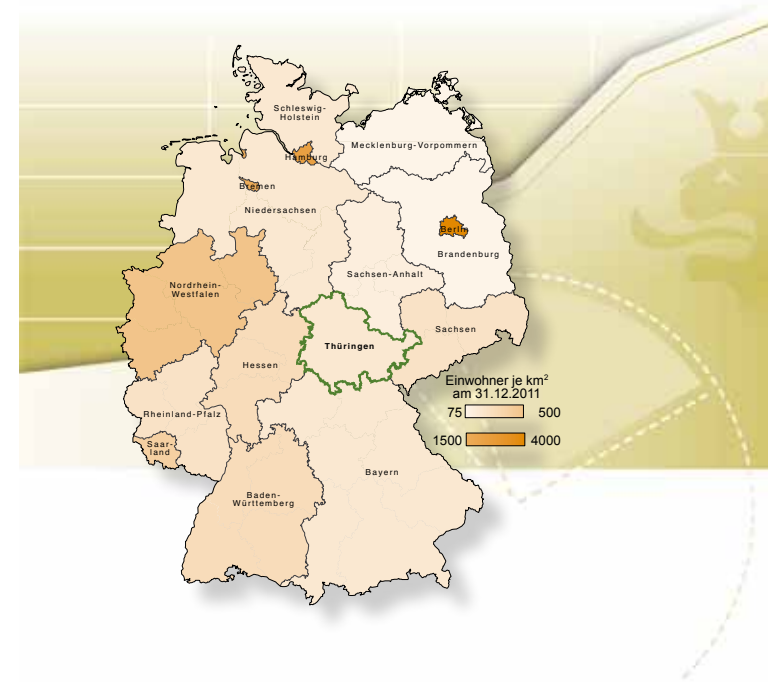 Schleswig-
Holstein
Mecklenburg-Vorpommern
Hamburg
Bremen
Niedersachsen
Berlin
Brandenburg
Sachsen-Anhalt
Nordrhein-
Westfalen
Sachsen
Thüringen
Hessen
Einwohner je km²
am 31.12.2011
75 500
Rheinland-Pfalz
1500 4000
Saar-
land
Bayern
Baden-
Württemberg